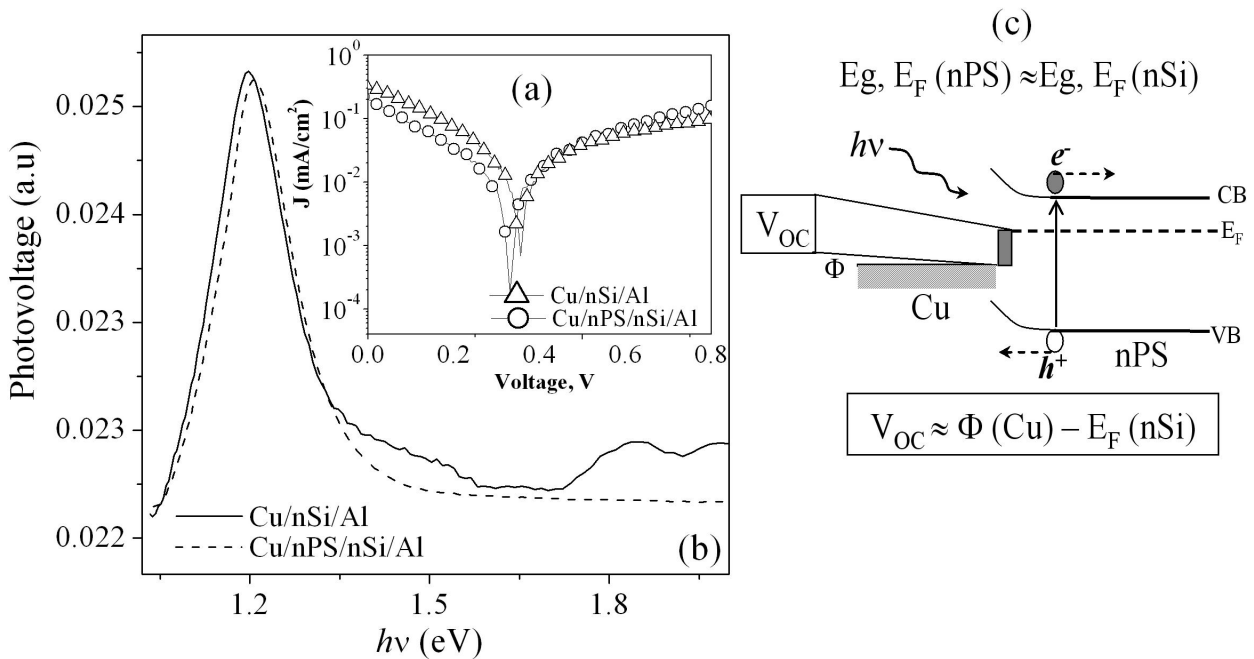 Photovoltage (a.u)
0.025
0.024
0.023
0.023
0.022
1.2
1.5
1.8
hν (eV)
Cu/nSi/Al
Cu/nPS/nSi/Al
(b)
(a)
J (mA/cm²)
10⁰
10⁻¹
10⁻²
10⁻³
10⁻⁴
0.0
0.2
0.4
0.6
0.8
Voltage, V
Cu/nSi/Al
Cu/nPS/nSi/Al
(c)
Eg, E_F (nPS) ≈Eg, E_F (nSi)
hν
e⁻
CB
V_OC
E_F
Φ
Cu
VB
h⁺
nPS
V_OC ≈ Φ (Cu) – E_F (nSi)